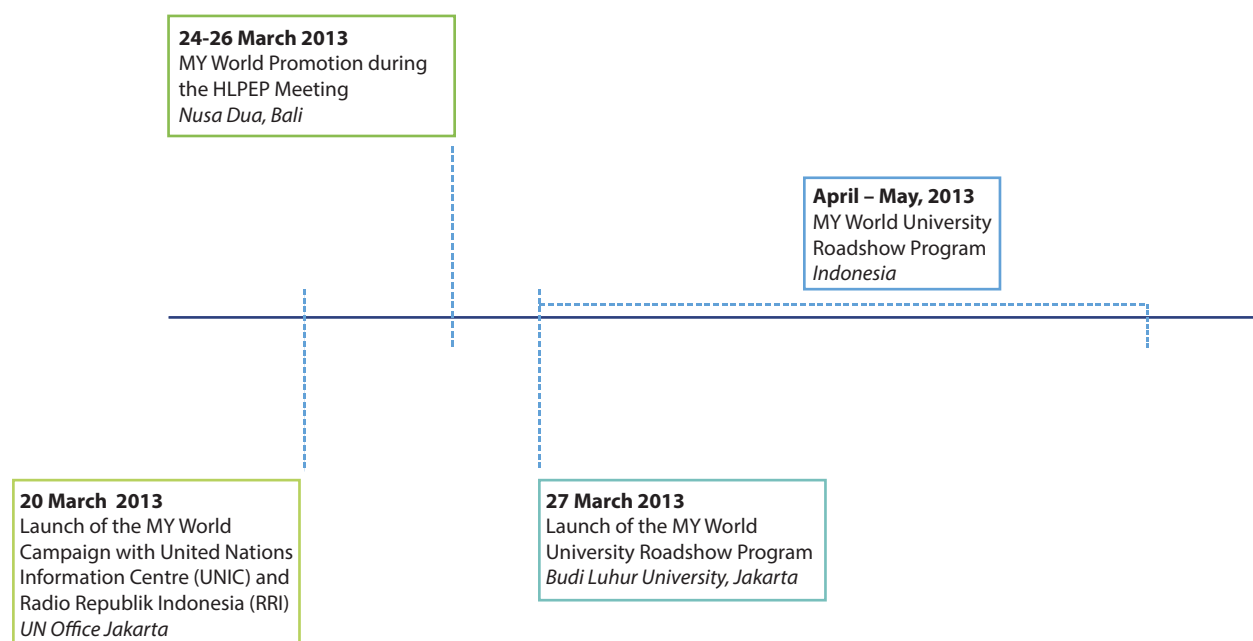 24-26 March 2013
MY World Promotion during
the HLPEP Meeting
Nusa Dua, Bali
April – May, 2013
MY World University
Roadshow Program
Indonesia
20 March  2013
Launch of the MY World
Campaign with United Nations
Information Centre (UNIC) and
Radio Republik Indonesia (RRI)
UN Office Jakarta
27 March 2013
Launch of the MY World
University Roadshow Program
Budi Luhur University, Jakarta